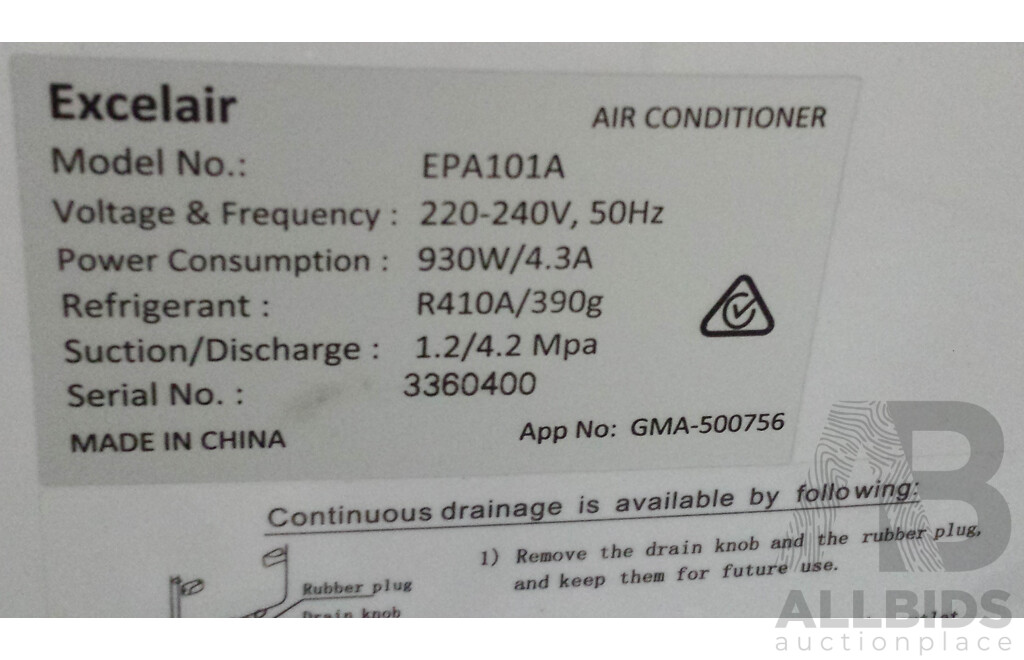 Excelair
AIR CONDITIONER
Model No.: EPA101A
Voltage & Frequency : 220-240V, 50Hz
Power Consumption : 930W/4.3A
Refrigerant : R410A/390g
Suction/Discharge : 1.2/4.2 Mpa
Serial No. : 3360400
MADE IN CHINA
App No: GMA-500756
Continuous drainage is available by following:
1) Remove the drain knob and the rubber plug,
and keep them for future use.
Rubber plug
Drain knob
AB
ALLBIDS
auctionplace